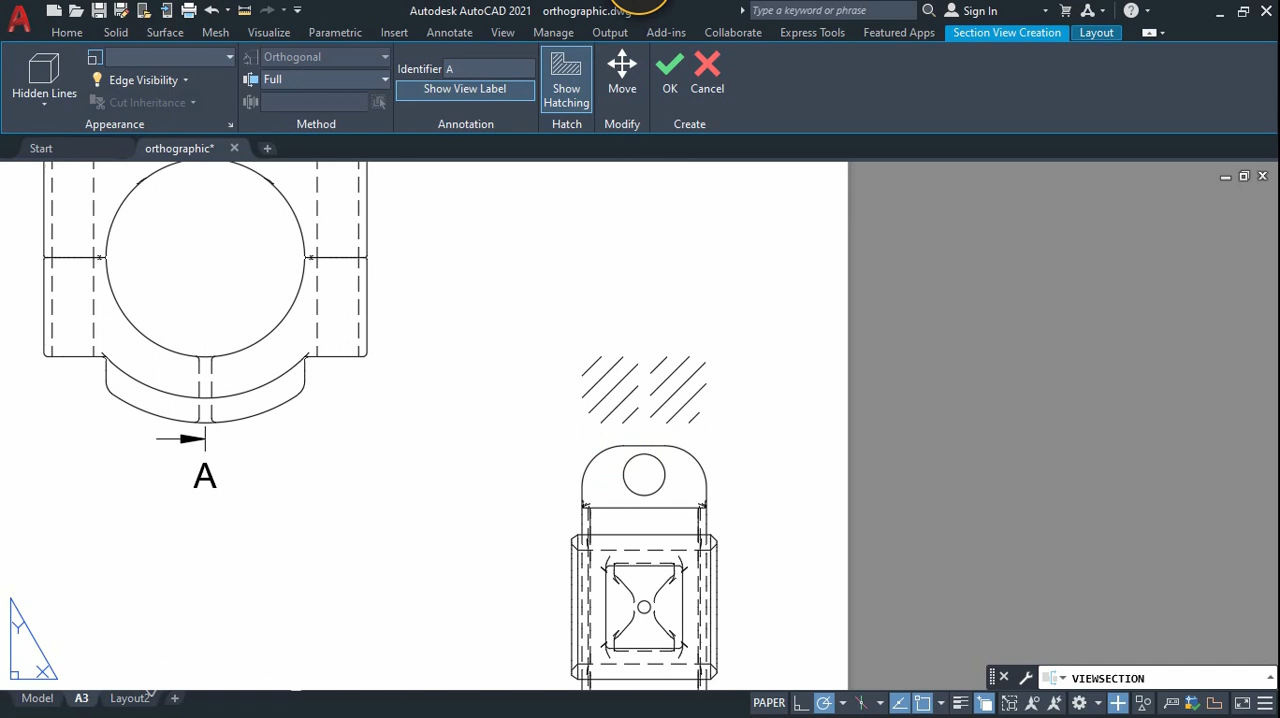 Autodesk AutoCAD 2021 orthographic.dwg
Type a keyword or phrase
Sign In
Home Solid Surface Mesh Visualize Parametric Insert Annotate View Manage Output Add-ins Collaborate Express Tools Featured Apps Section View Creation Layout
Hidden Lines
Edge Visibility
Cut Inheritance
Appearance
Orthogonal
Full
Method
Identifier A
Show View Label
Annotation
Show Hatching
Hatch
Move
Modify
OK
Cancel
Create
Start
orthographic*
A
Y
X
VIEWSECTION
Model
A3
Layout2
PAPER